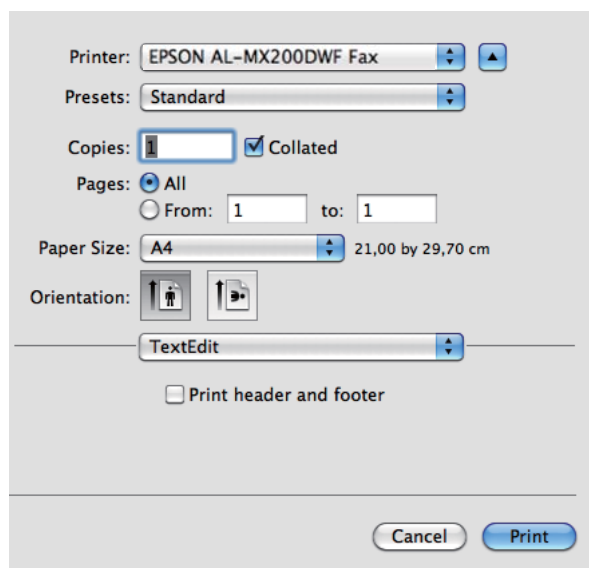 Printer: EPSON AL-MX200DWF Fax
Presets: Standard
Copies: 1 Collated
Pages: All
From: 1 to: 1
Paper Size: A4 21,00 by 29,70 cm
Orientation:
TextEdit
Print header and footer
Cancel Print